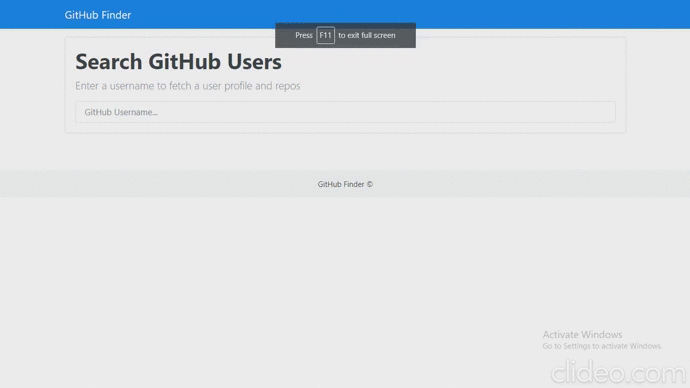 GitHub Finder
Press F11 to exit full screen
Search GitHub Users
Enter a username to fetch a user profile and repos
GitHub Username...
GitHub Finder ©
Activate Windows
Go to Settings to activate Windows.
clideo.com